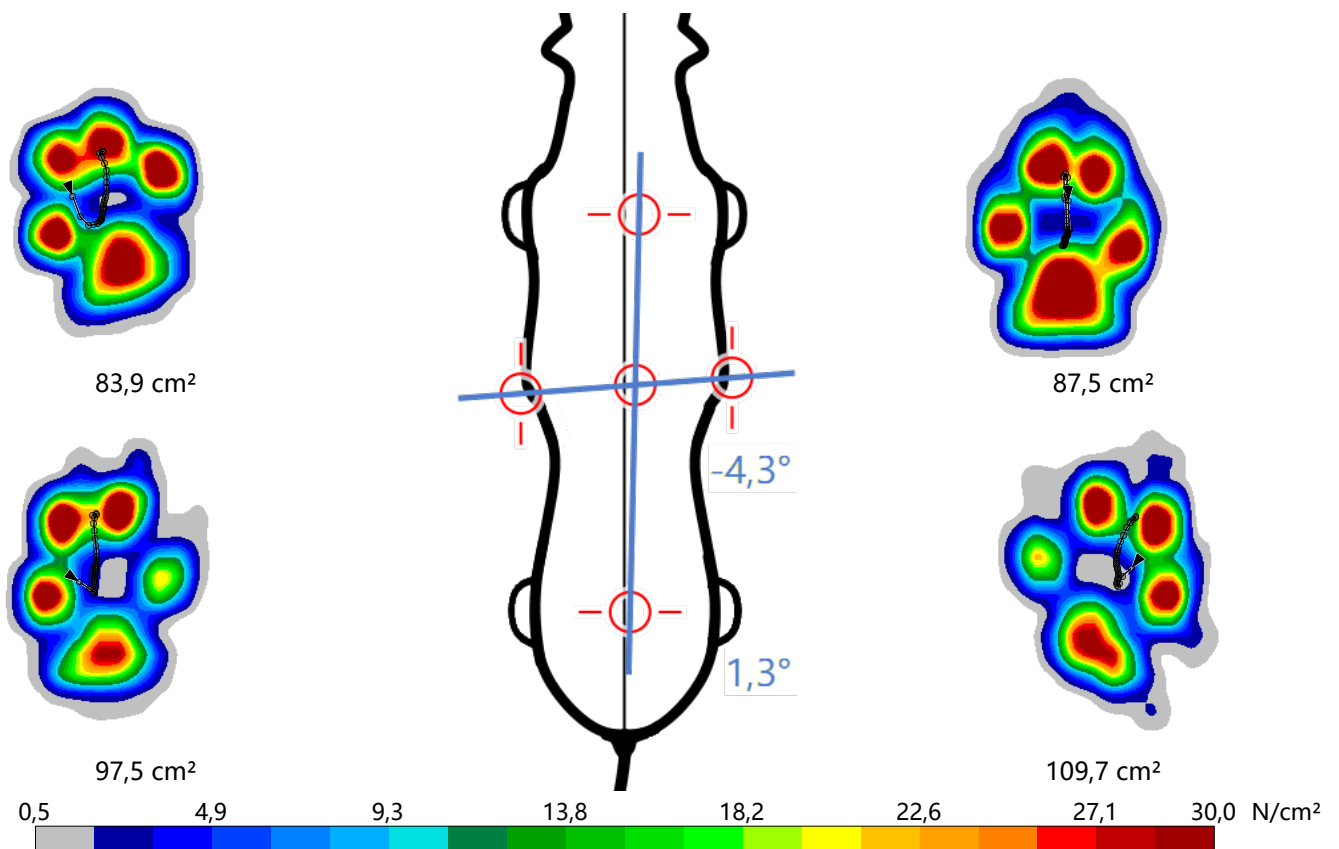 83,9 cm²
87,5 cm²
-4,3°
1,3°
97,5 cm²
109,7 cm²
0,5 4,9 9,3 13,8 18,2 22,6 27,1 30,0 N/cm²